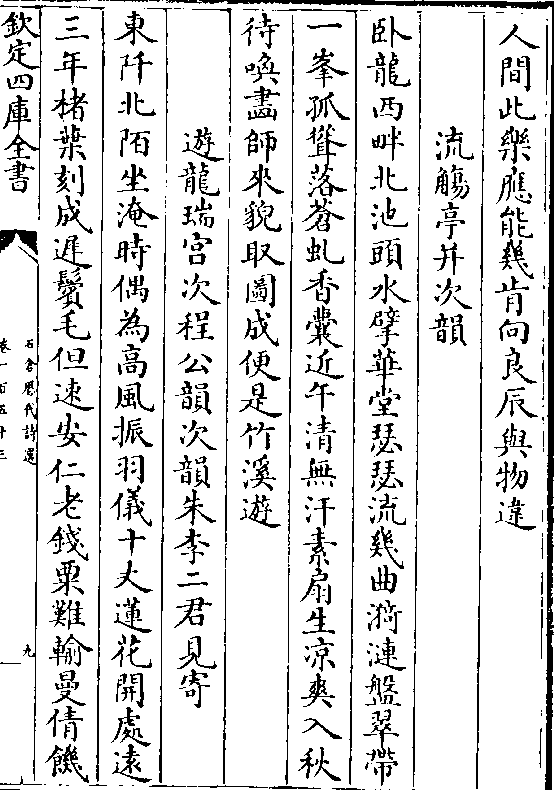 人間此樂應能幾肯向良辰與物違
流觴亭并次韻
卧龍西畔北池頭水擘華堂瑟瑟流幾曲漪漣盤翠帶
一峯孤聳落蒼虬香囊近午清無汗素扇生凉爽入秋
待喚畫師來貌取圖成便是竹溪遊
遊龍瑞宫次程公韻次韻朱李二君見寄
東阡北陌坐淹時偶為高風振羽儀十丈蓮花開處遠
三年楮葉刻成遲鬢毛但速安仁老錢粟難輸曼倩饑
欽定四庫全書
石倉歷代詩選
卷一百五十三
九